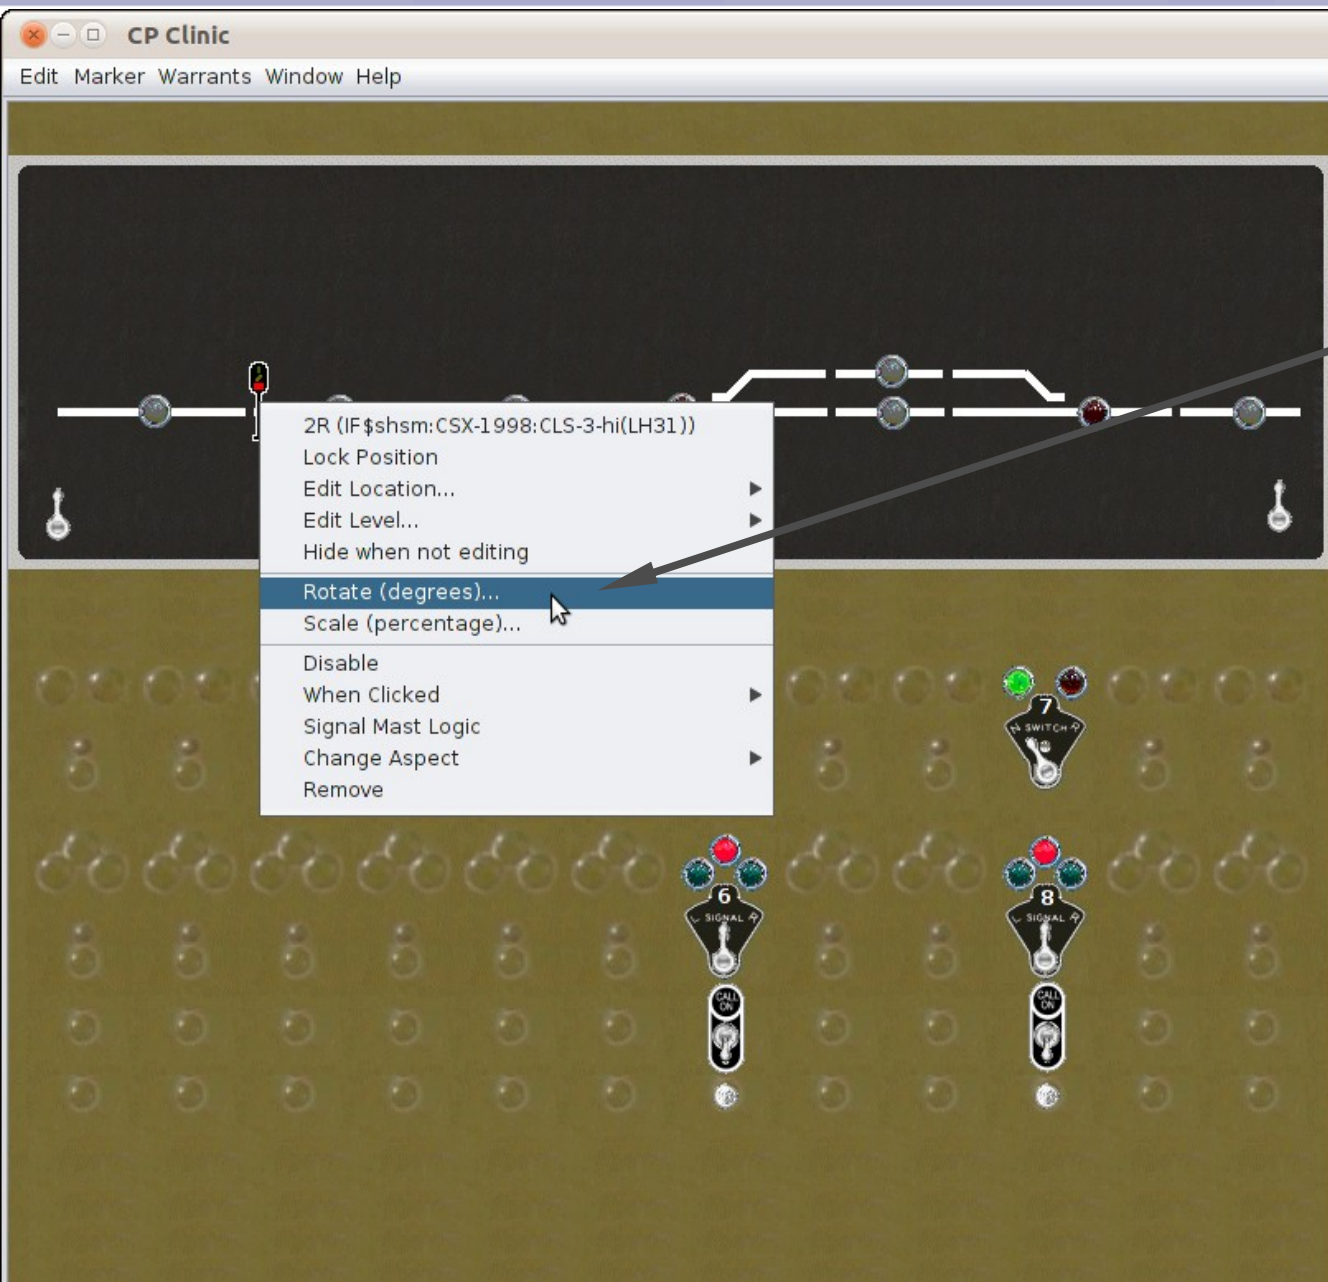 CP Clinic
Edit Marker Warrants Window Help
2R (IF$shsm:CSX-1998:CLS-3-hi(LH31))
Lock Position
Edit Location...
Edit Level...
Hide when not editing
Rotate (degrees)...
Scale (percentage)...
Disable
When Clicked
Signal Mast Logic
Change Aspect
Remove
7
N SWITCH R
6
L SIGNAL R
CALL
ON
8
L SIGNAL R
CALL
ON